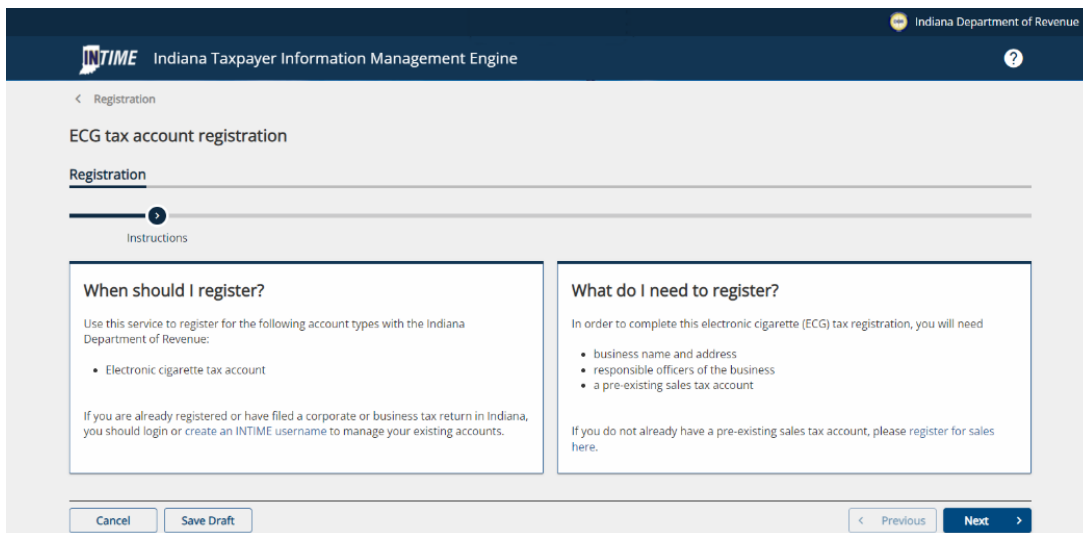 Indiana Department of Revenue
INTIME Indiana Taxpayer Information Management Engine
?
< Registration
ECG tax account registration
Registration
Instructions
When should I register?
Use this service to register for the following account types with the Indiana
Department of Revenue:
• Electronic cigarette tax account
If you are already registered or have filed a corporate or business tax return in Indiana,
you should login or create an INTIME username to manage your existing accounts.
What do I need to register?
In order to complete this electronic cigarette (ECG) tax registration, you will need
• business name and address
• responsible officers of the business
• a pre-existing sales tax account
If you do not already have a pre-existing sales tax account, please register for sales
here.
Cancel
Save Draft
< Previous
Next >